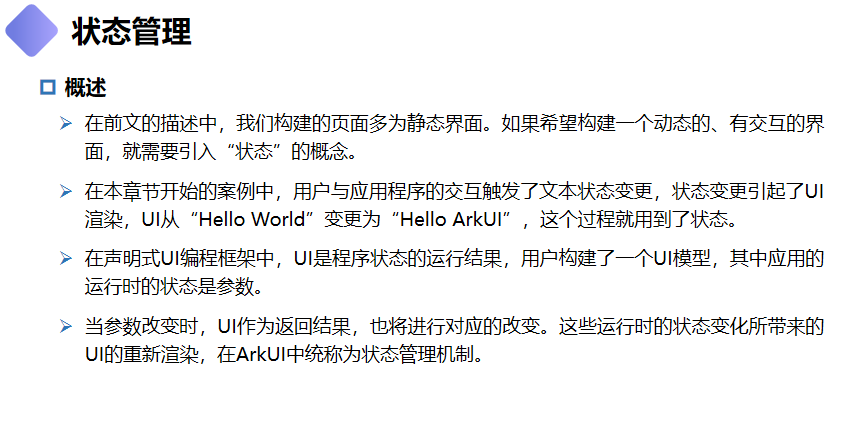 状态管理
概述
在前文的描述中，我们构建的页面多为静态界面。如果希望构建一个动态的、有交互的界
面，就需要引入“状态”的概念。
在本章节开始的案例中，用户与应用程序的交互触发了文本状态变更，状态变更引起了UI
渲染，UI从“Hello World”变更为“Hello ArkUI”，这个过程就用到了状态。
在声明式UI编程框架中，UI是程序状态的运行结果，用户构建了一个UI模型，其中应用的
运行时的状态是参数。
当参数改变时，UI作为返回结果，也将进行对应的改变。这些运行时的状态变化所带来的
UI的重新渲染，在ArkUI中统称为状态管理机制。